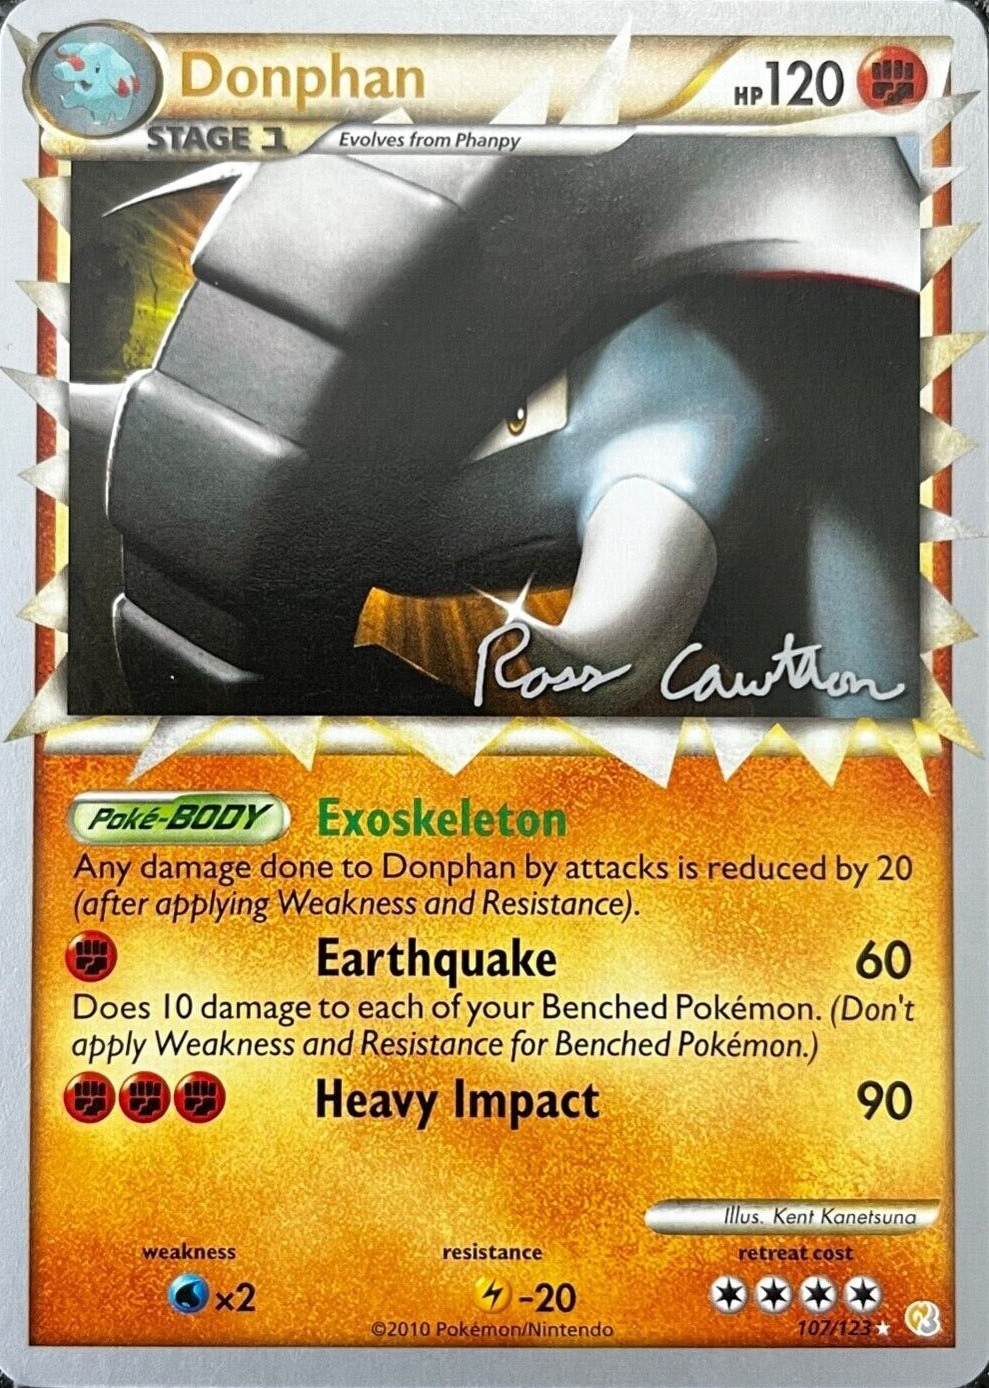 Donphan
HP 120
STAGE 1
Evolves from Phanpy
Ross Cawthon
Poké-BODY Exoskeleton
Any damage done to Donphan by attacks is reduced by 20
(after applying Weakness and Resistance).
Earthquake 60
Does 10 damage to each of your Benched Pokémon. (Don't
apply Weakness and Resistance for Benched Pokémon.)
Heavy Impact 90
Illus. Kent Kanetsuna
weakness resistance retreat cost
x2 -20
©2010 Pokémon/Nintendo 107/123